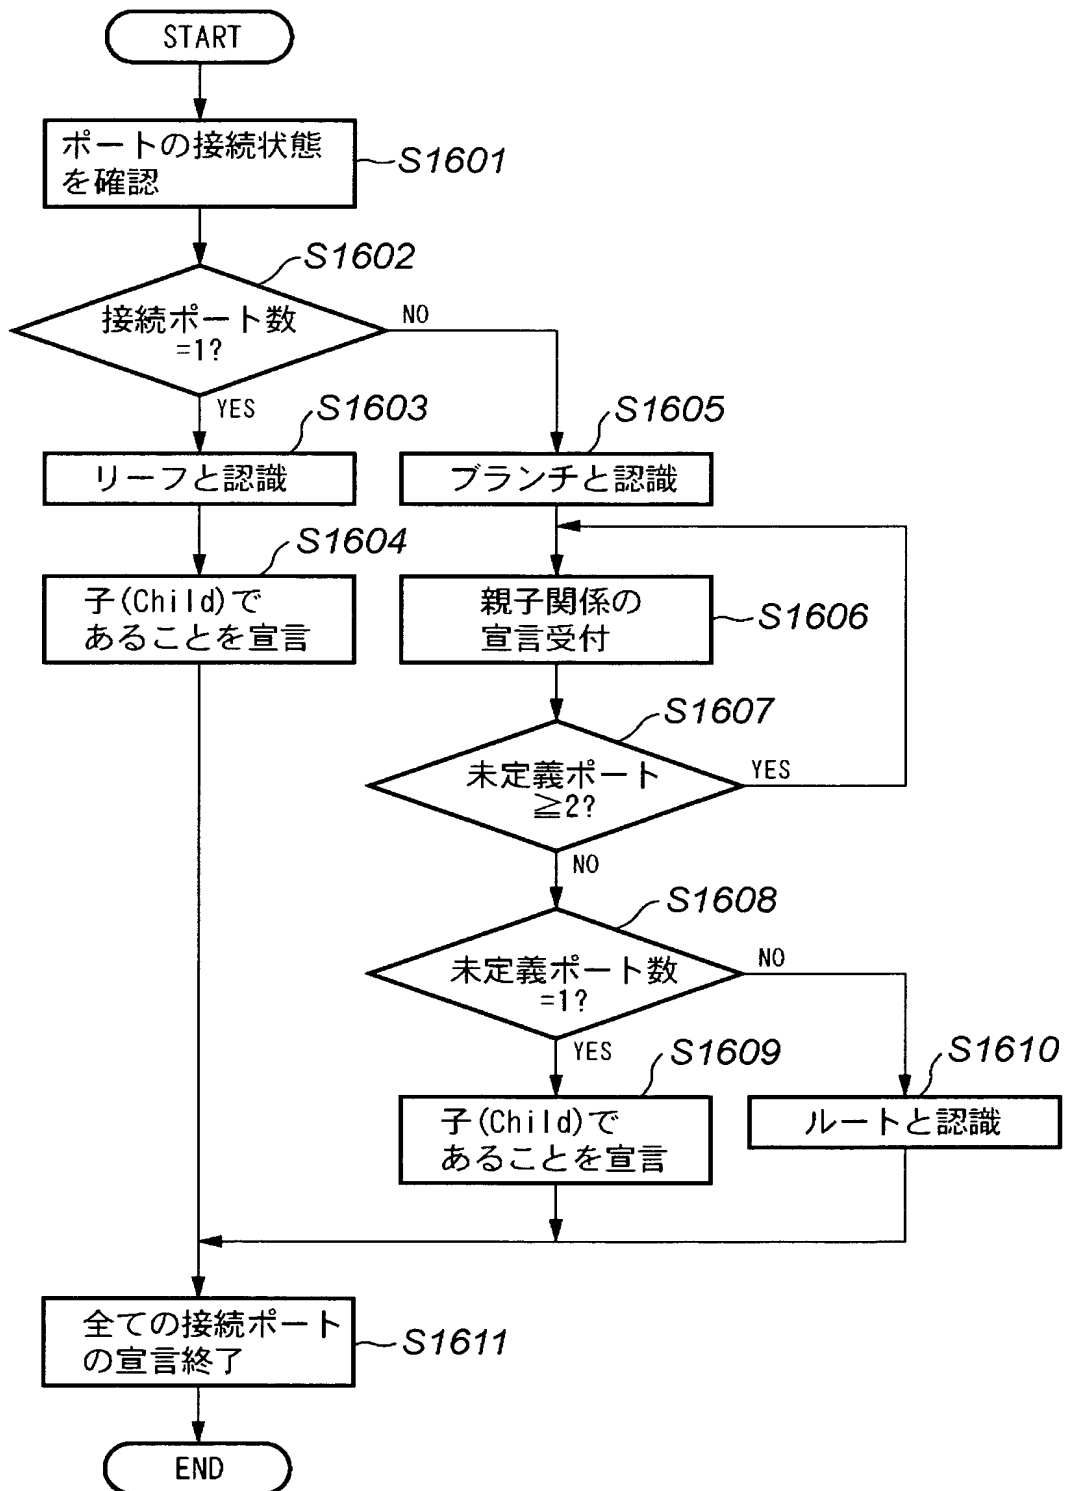 START
ポートの接続状態
を確認
S1601
S1602
接続ポート数
=1?
NO
YES
S1603
リーフと認識
S1605
ブランチと認識
S1604
子(Child)で
あることを宣言
親子関係の
宣言受付
S1606
S1607
未定義ポート
≧2?
YES
NO
S1608
未定義ポート数
=1?
NO
YES
S1609
子(Child)で
あることを宣言
S1610
ルートと認識
全ての接続ポート
の宣言終了
S1611
END